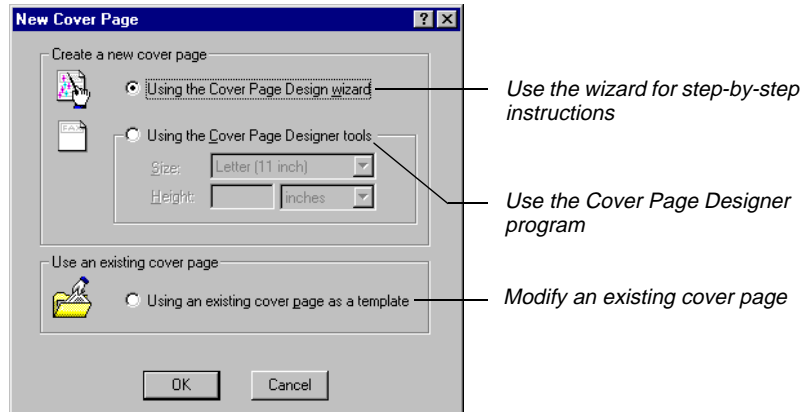 New Cover Page
Create a new cover page
Using the Cover Page Design wizard
Use the wizard for step-by-step
instructions
FAX
Using the Cover Page Designer tools
Size: Letter (11 inch)
Height: inches
Use the Cover Page Designer
program
Use an existing cover page
Using an existing cover page as a template
Modify an existing cover page
OK Cancel